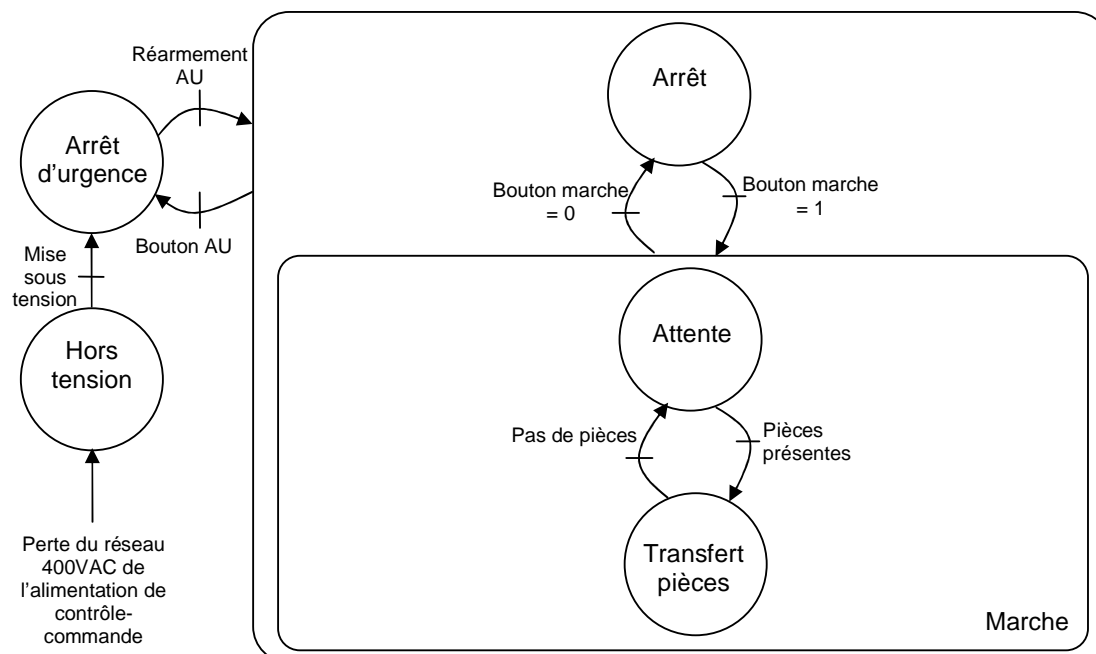 Réarmement
AU
Arrêt
d'urgence
Bouton AU
Mise
sous
tension
Hors
tension
Perte du réseau
400VAC de
l'alimentation de
contrôle-
commande
Arrêt
Bouton marche
= 0
Bouton marche
= 1
Attente
Pas de pièces
Pièces
présentes
Transfert
pièces
Marche